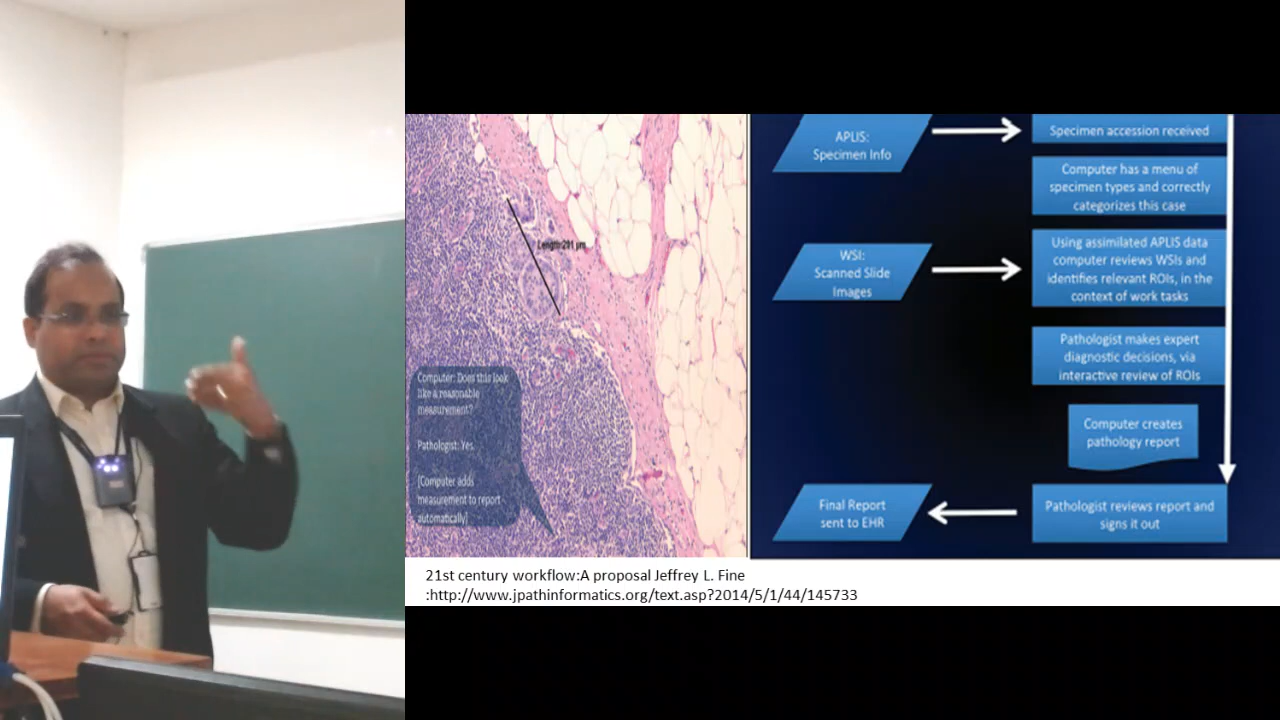 Length:291 µm
Computer: Does this look
like a reasonable
measurement?
Pathologist: Yes.
[Computer adds
measurement to report
automatically]
APLIS:
Specimen Info
Specimen accession received
Computer has a menu of
specimen types and correctly
categorizes this case
WSI:
Scanned Slide
Images
Using assimilated APLIS data
computer reviews WSIs and
identifies relevant ROIs, in the
context of work tasks
Pathologist makes expert
diagnostic decisions, via
interactive review of ROIs
Computer creates
pathology report
Final Report
sent to EHR
Pathologist reviews report and
signs it out
21st century workflow:A proposal Jeffrey L. Fine
:http://www.jpathinformatics.org/text.asp?2014/5/1/44/145733